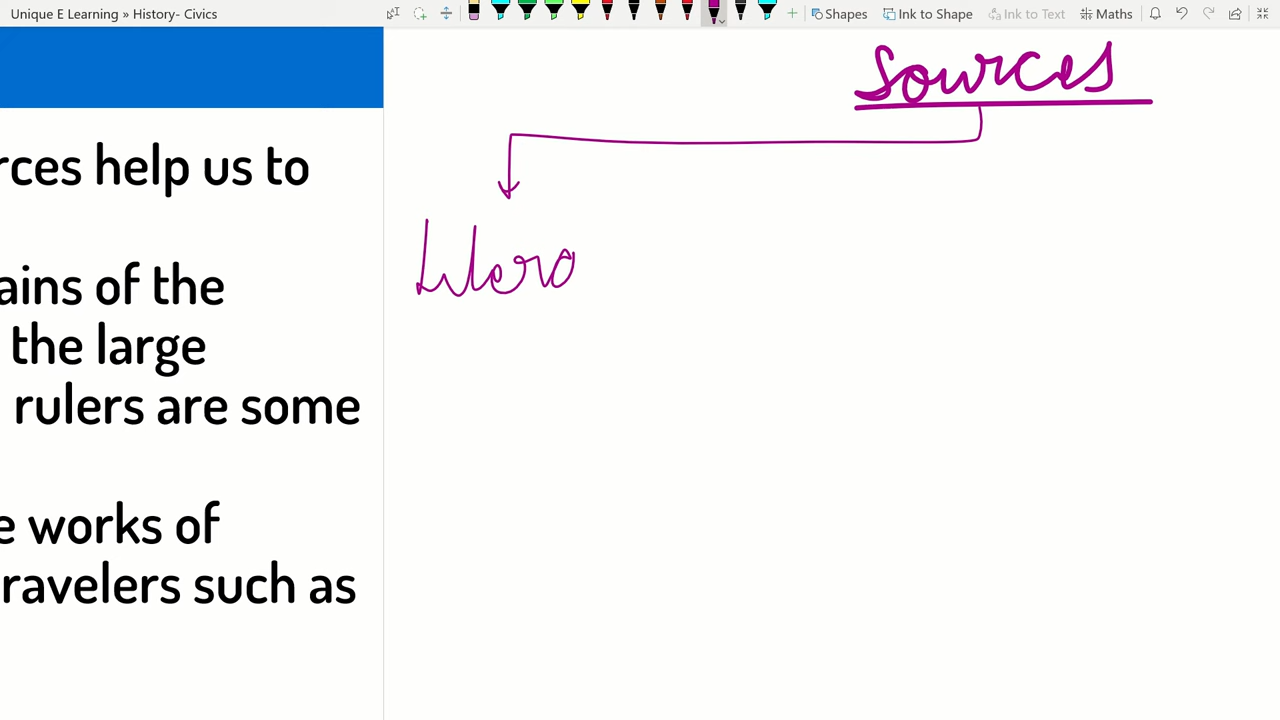 Unique E Learning » History- Civics
Shapes
Ink to Shape
Ink to Text
Maths
rces help us to
ains of the
the large
rulers are some
e works of
ravelers such as
Sources